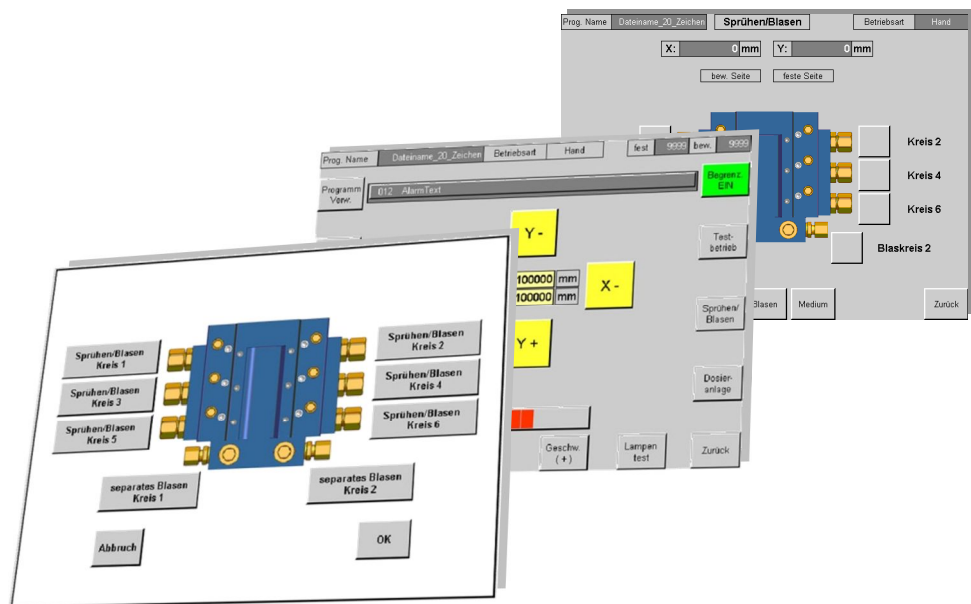 Prog. Name Dateiname_20_Zeichen Sprühen/Blasen Betriebsart Hand
X: 0 mm Y: 0 mm
bew. Seite feste Seite
Kreis 2
Kreis 4
Kreis 6
Blaskreis 2
Blasen Medium Zurück
Prog. Name Dateiname_20_Zeichen Betriebsart Hand fest 9999 bew. 9999
Programm
Verw.
012 AlarmText
Begrenz.
EIN
Y -
Test-
betrieb
100000 mm
100000 mm
X -
Sprühen/
Blasen
Y +
Dosier-
anlage
Geschw.
( + )
Lampen
test
Zurück
Sprühen/Blasen
Kreis 1
Sprühen/Blasen
Kreis 2
Sprühen/Blasen
Kreis 3
Sprühen/Blasen
Kreis 4
Sprühen/Blasen
Kreis 5
Sprühen/Blasen
Kreis 6
separates Blasen
Kreis 1
separates Blasen
Kreis 2
Abbruch
OK